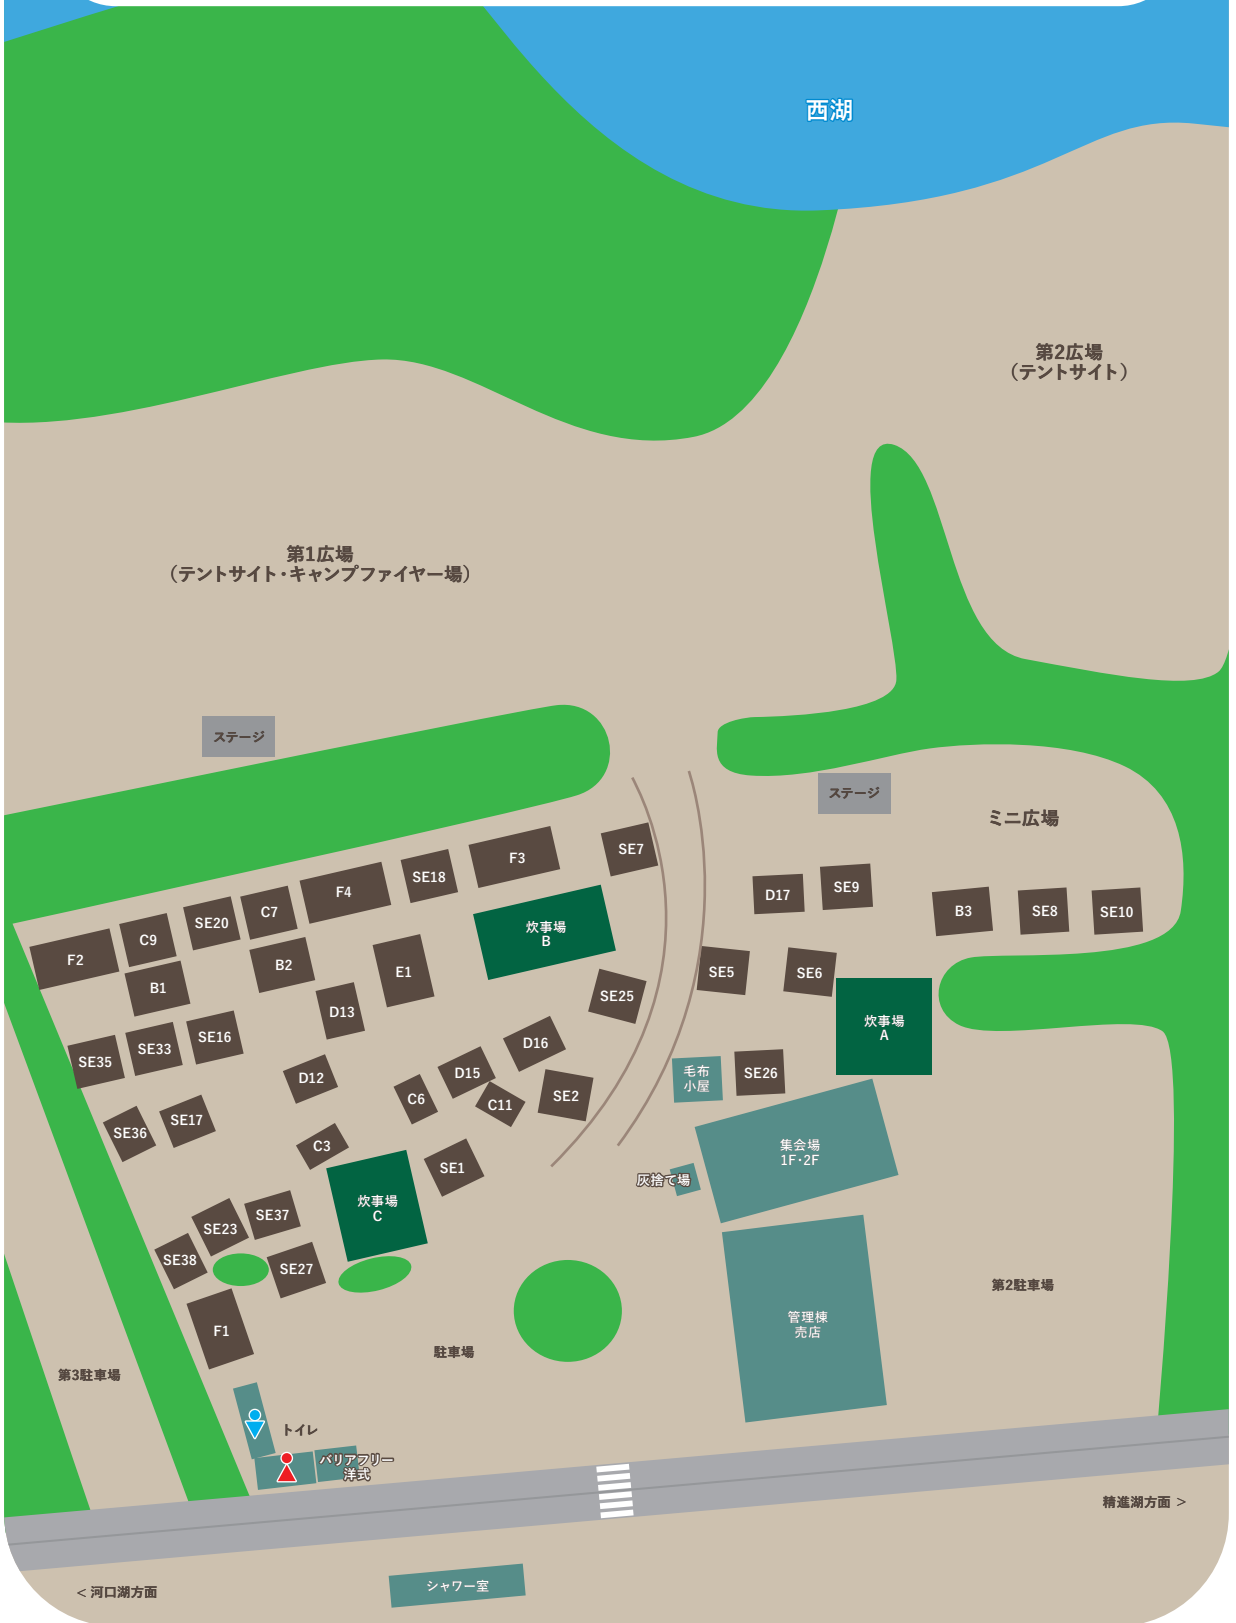 西湖
第2広場
（テントサイト）
第1広場
（テントサイト・キャンプファイヤー場）
ステージ
ステージ
ミニ広場
SE7
F3
SE18
F4
C7
SE20
C9
F2
B1
B2
E1
D13
炊事場
B
SE25
D17
SE9
B3
SE8
SE10
SE5
SE6
炊事場
A
SE16
SE33
SE35
D16
D15
D12
C6
C11
SE2
毛布
小屋
SE26
SE17
SE36
C3
SE1
集会場
1F・2F
灰捨て場
炊事場
C
SE37
SE23
SE38
SE27
F1
第2駐車場
管理棟
売店
駐車場
第3駐車場
トイレ
バリアフリー
洋式
精進湖方面 >
< 河口湖方面
シャワー室